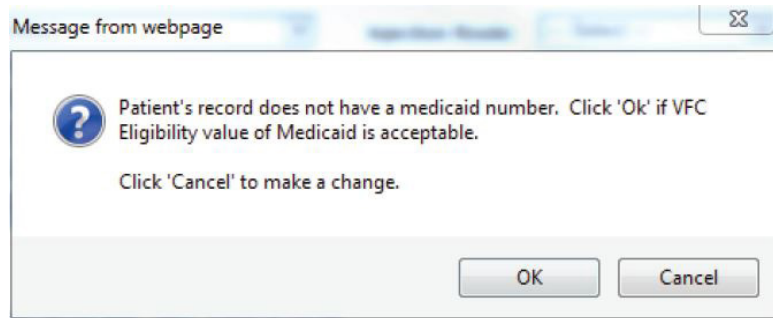 Message from webpage
Patient's record does not have a medicaid number.  Click 'Ok' if VFC
Eligibility value of Medicaid is acceptable.
Click 'Cancel' to make a change.
OK
Cancel